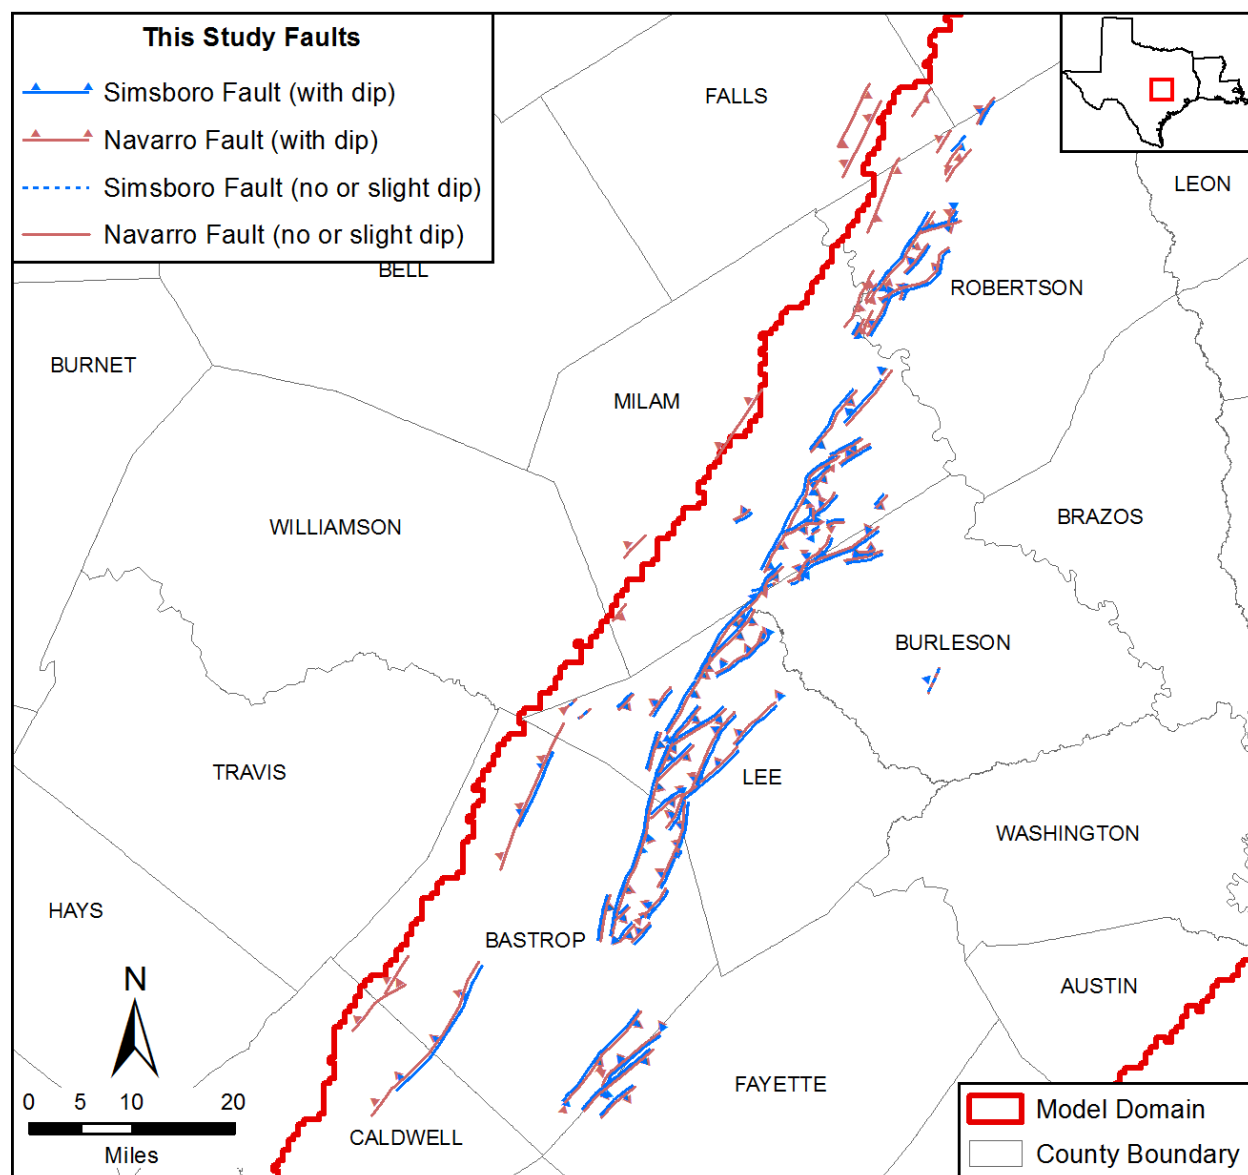 This Study Faults
Simsboro Fault (with dip)
Navarro Fault (with dip)
Simsboro Fault (no or slight dip)
Navarro Fault (no or slight dip)
FALLS
LEON
BELL
ROBERTSON
BURNET
MILAM
WILLIAMSON
BRAZOS
BURLESON
TRAVIS
LEE
WASHINGTON
HAYS
BASTROP
AUSTIN
N
FAYETTE
CALDWELL
0 5 10 20
Miles
Model Domain
County Boundary